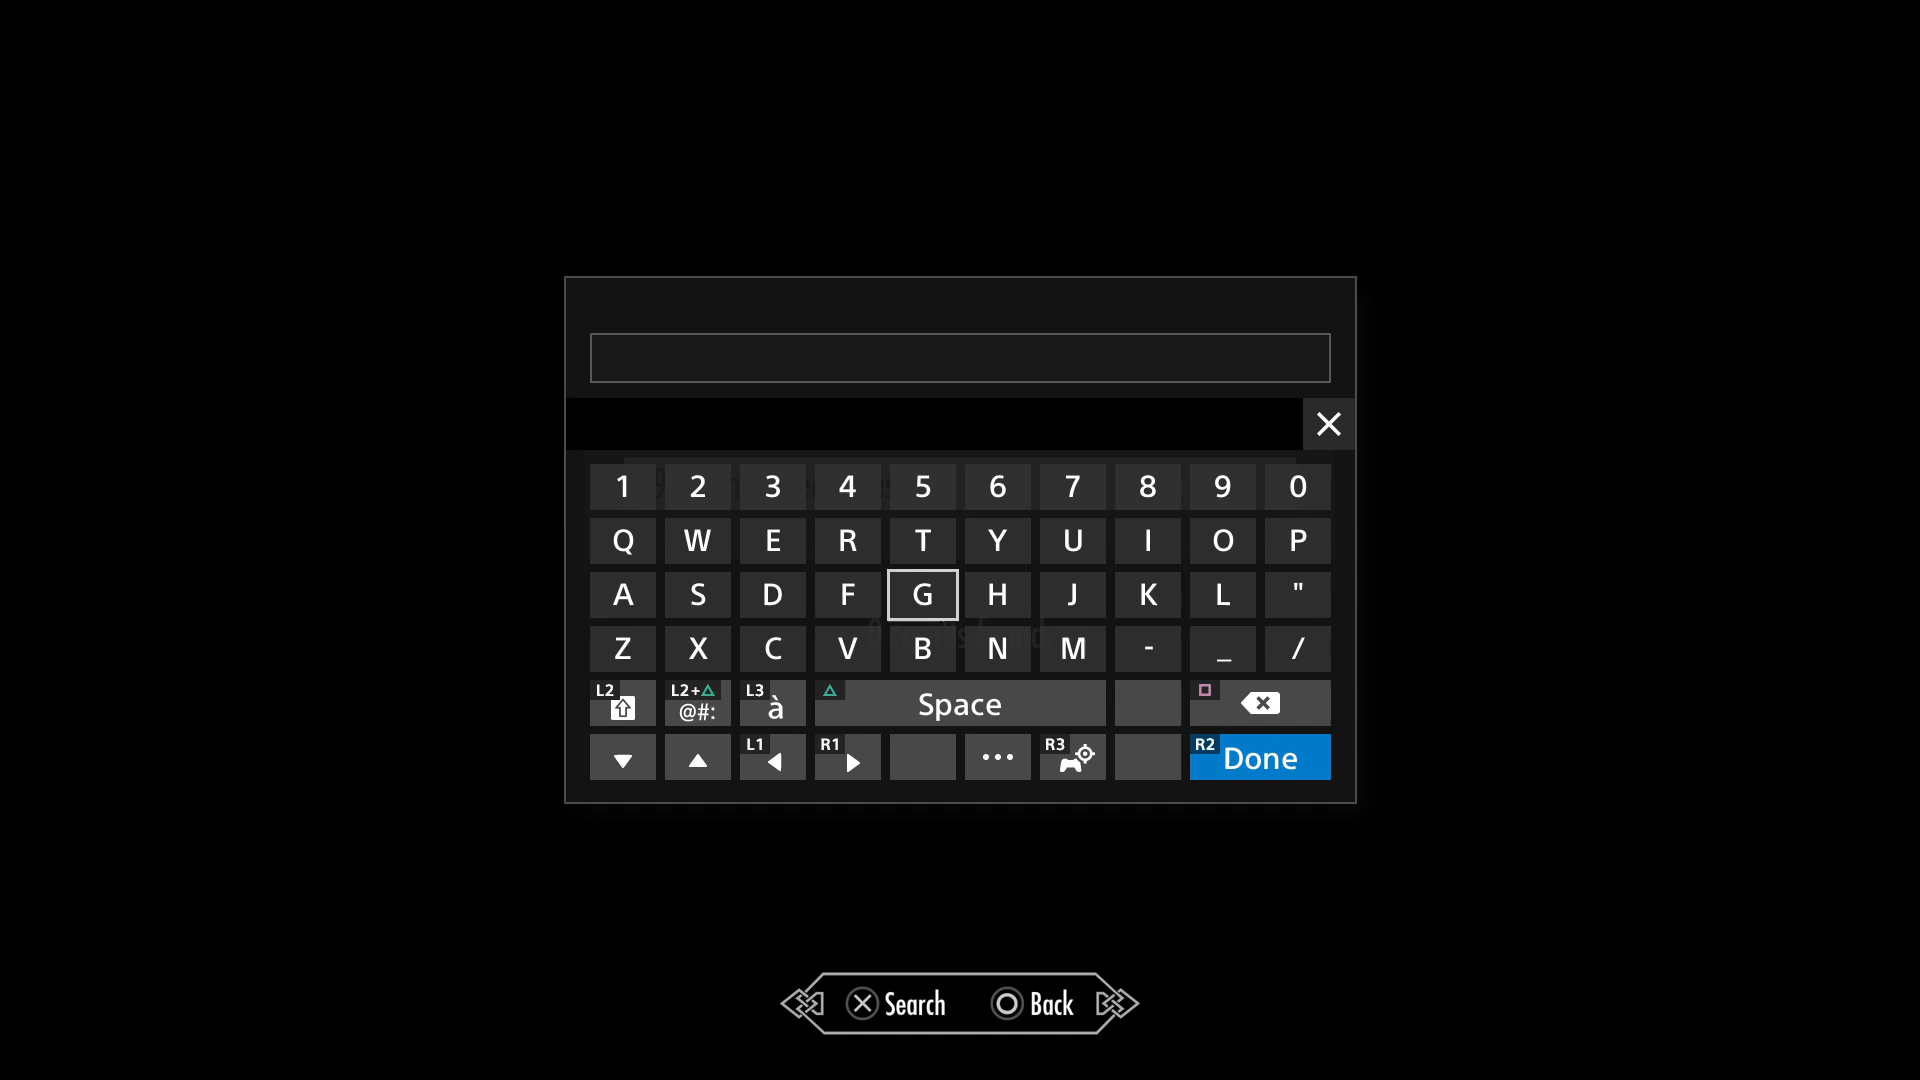 1 2 3 4 5 6 7 8 9 0
Q W E R T Y U I O P
A S D F G H J K L "
Z X C V B N M - _ /
L2 L2+△ @#: L3 à △ Space
L1 R1 ... R3 R2 Done
Search Back